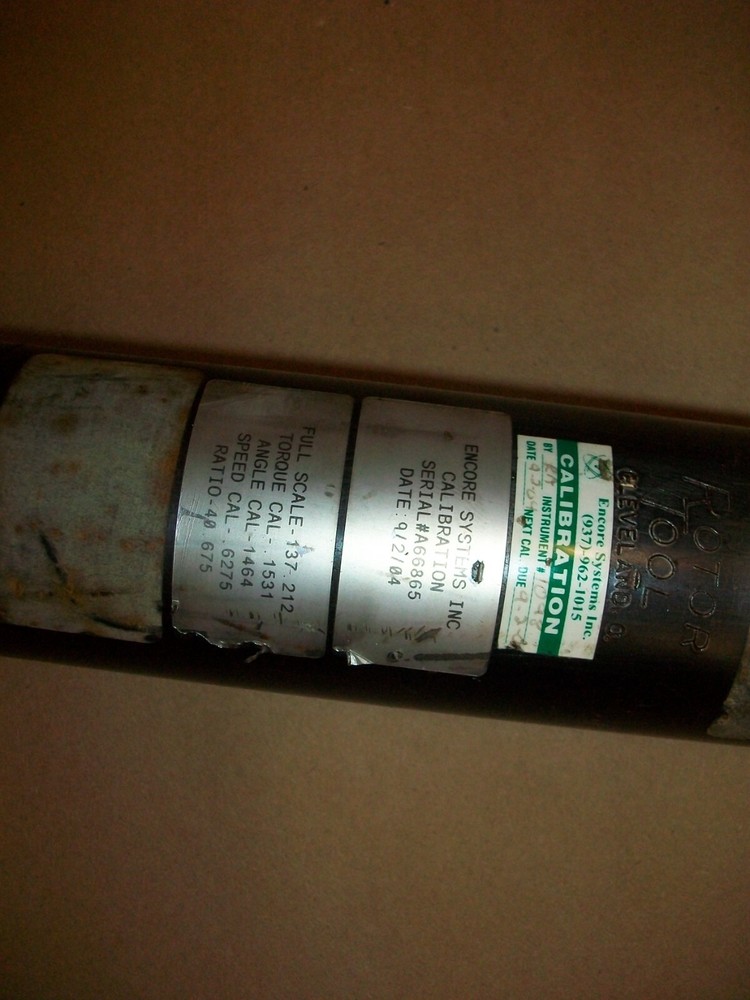 FULL SCALE-137.212
TORQUE CAL-.1531
ANGLE CAL-1464
SPEED CAL-.6275
RATIO-40.675
ENCORE SYSTEMS INC
CALIBRATION
SERIAL#A66865
DATE:9/2/04
Encore Systems Inc.
(937)-962-1015
CALIBRATION
BY INSTRUMENT#
DATE NEXT CAL. DUE
ROTOR
TOOL
CLEVELAND, O.